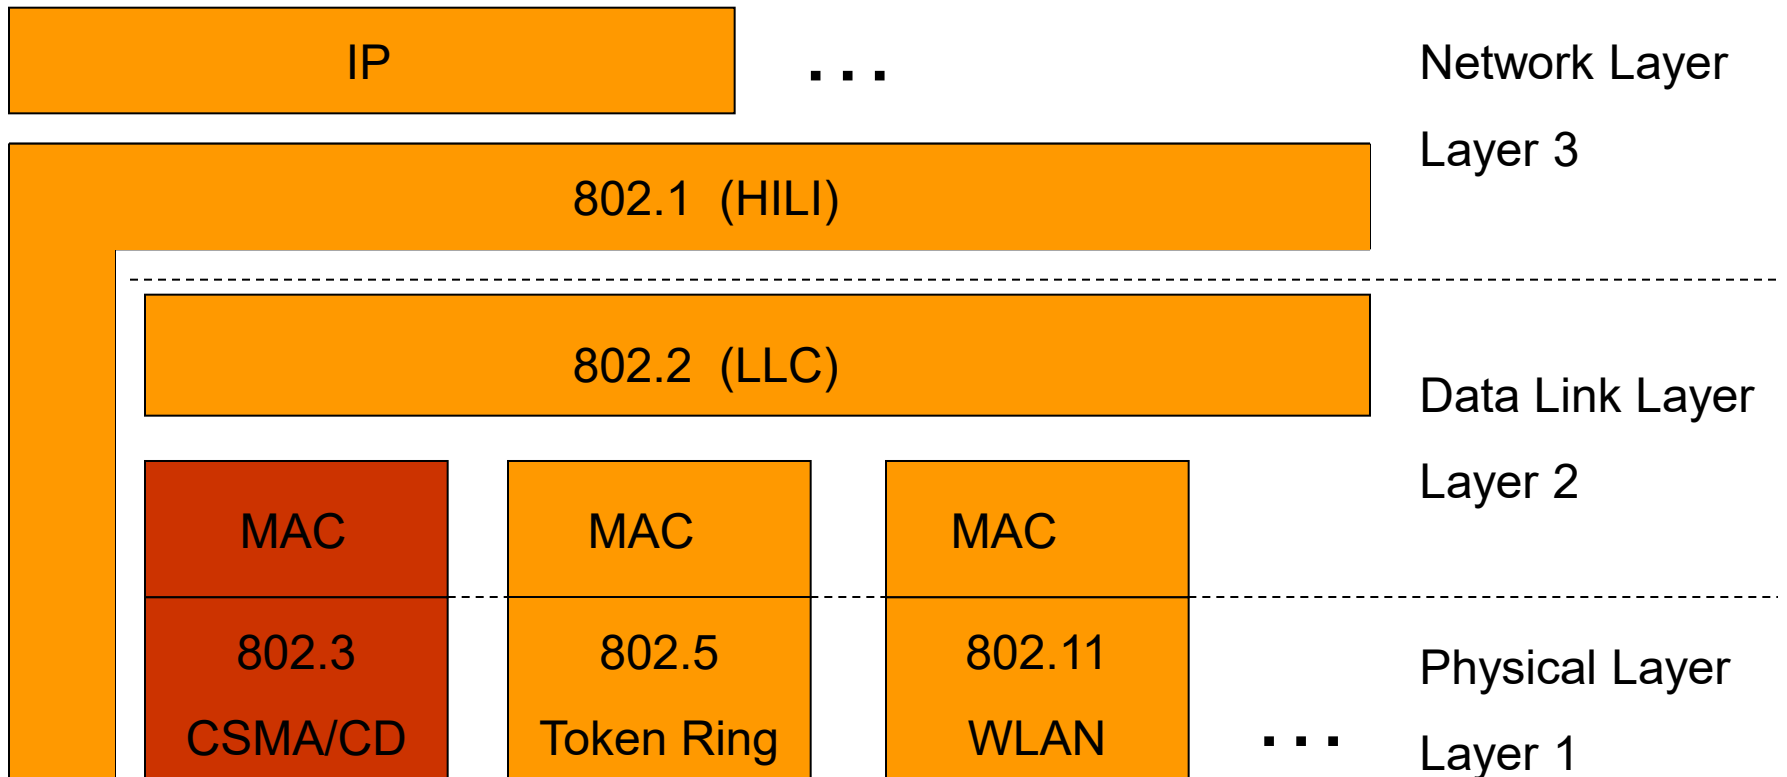 IP
...
Network Layer
Layer 3
802.1 (HILI)
802.2 (LLC)
Data Link Layer
Layer 2
MAC
MAC
MAC
802.3
CSMA/CD
802.5
Token Ring
802.11
WLAN
...
Physical Layer
Layer 1